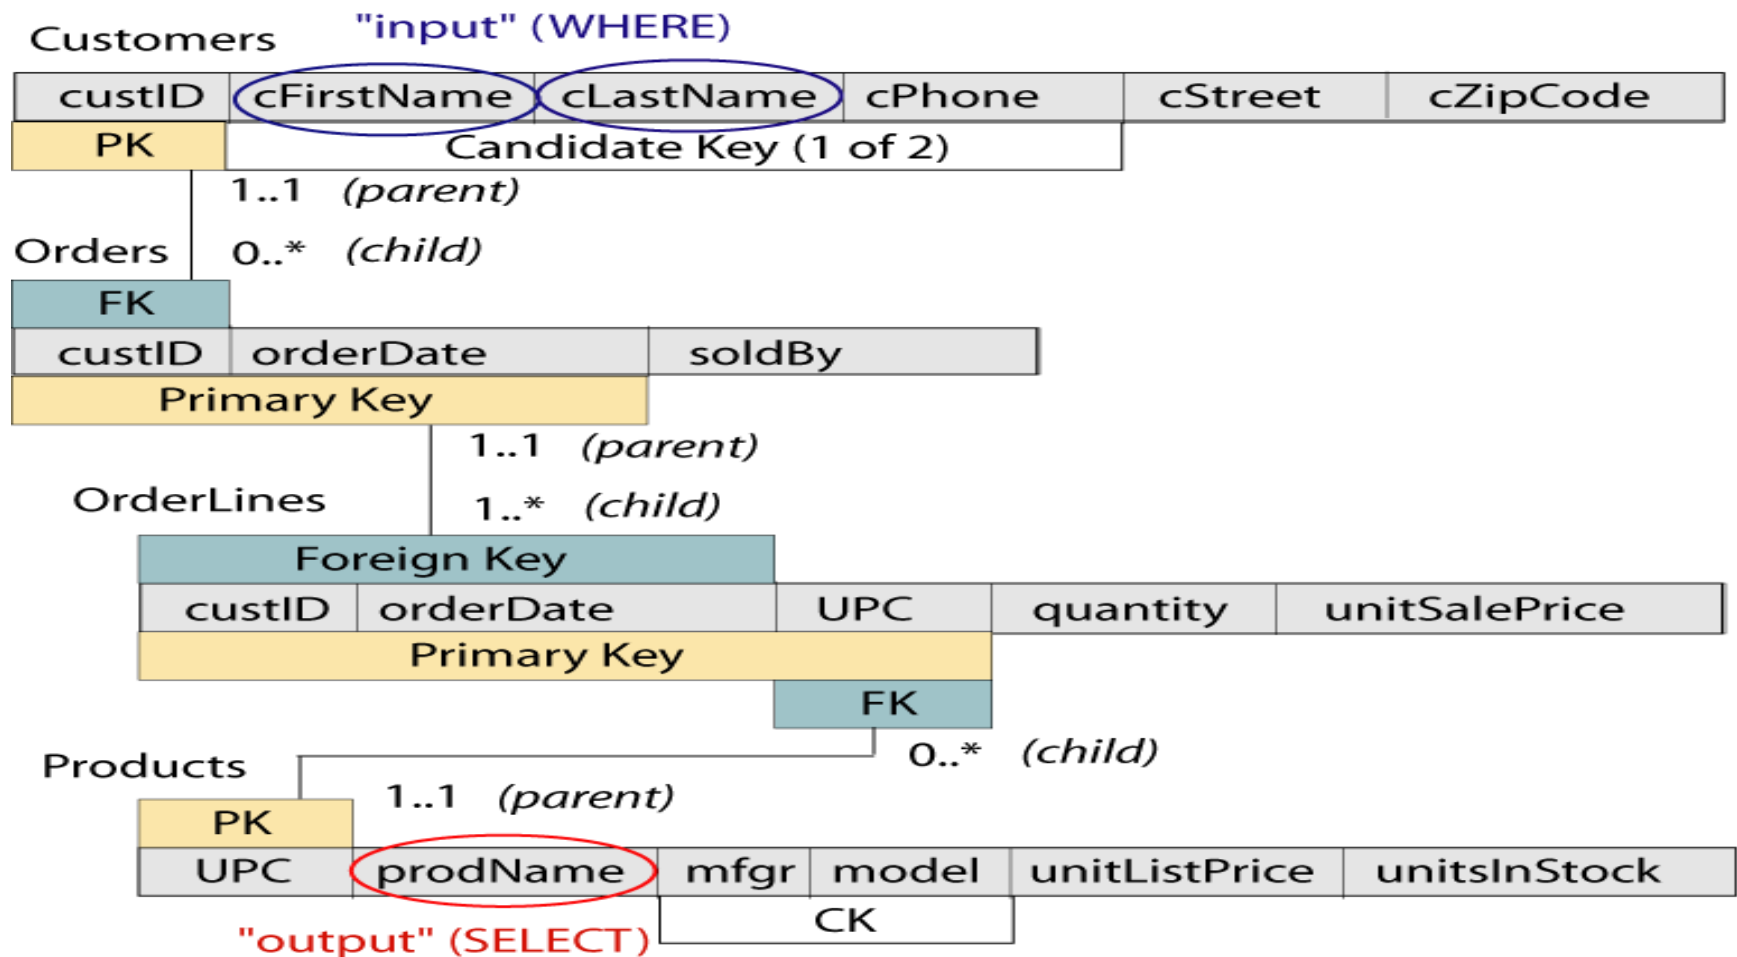 "input" (WHERE)
Customers
custID cFirstName cLastName cPhone cStreet cZipCode
PK Candidate Key (1 of 2)
1..1 (parent)
Orders 0..* (child)
FK
custID orderDate soldBy
Primary Key
1..1 (parent)
OrderLines 1..* (child)
Foreign Key
custID orderDate UPC quantity unitSalePrice
Primary Key
FK
0..* (child)
Products
1..1 (parent)
PK
UPC prodName mfgr model unitListPrice unitsInStock
CK
"output" (SELECT)